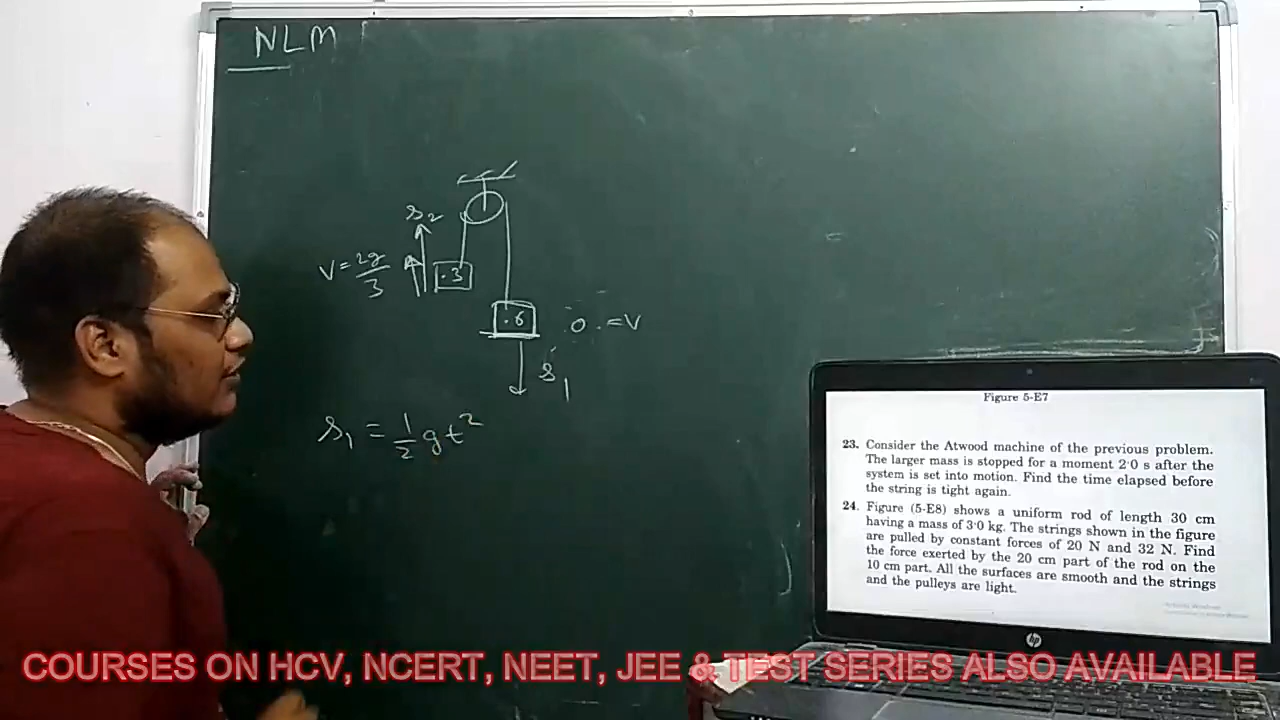 NLM
s₂
V = 2g/3
.3
.6
0 = V
s₁
s₁ = 1/2 gt²
Figure 5-E7
23. Consider the Atwood machine of the previous problem.
The larger mass is stopped for a moment 2·0 s after the
system is set into motion. Find the time elapsed before
the string is tight again.
24. Figure (5-E8) shows a uniform rod of length 30 cm
having a mass of 3·0 kg. The strings shown in the figure
are pulled by constant forces of 20 N and 32 N. Find
the force exerted by the 20 cm part of the rod on the
10 cm part. All the surfaces are smooth and the strings
and the pulleys are light.
hp
COURSES ON HCV, NCERT, NEET, JEE & TEST SERIES ALSO AVAILABLE